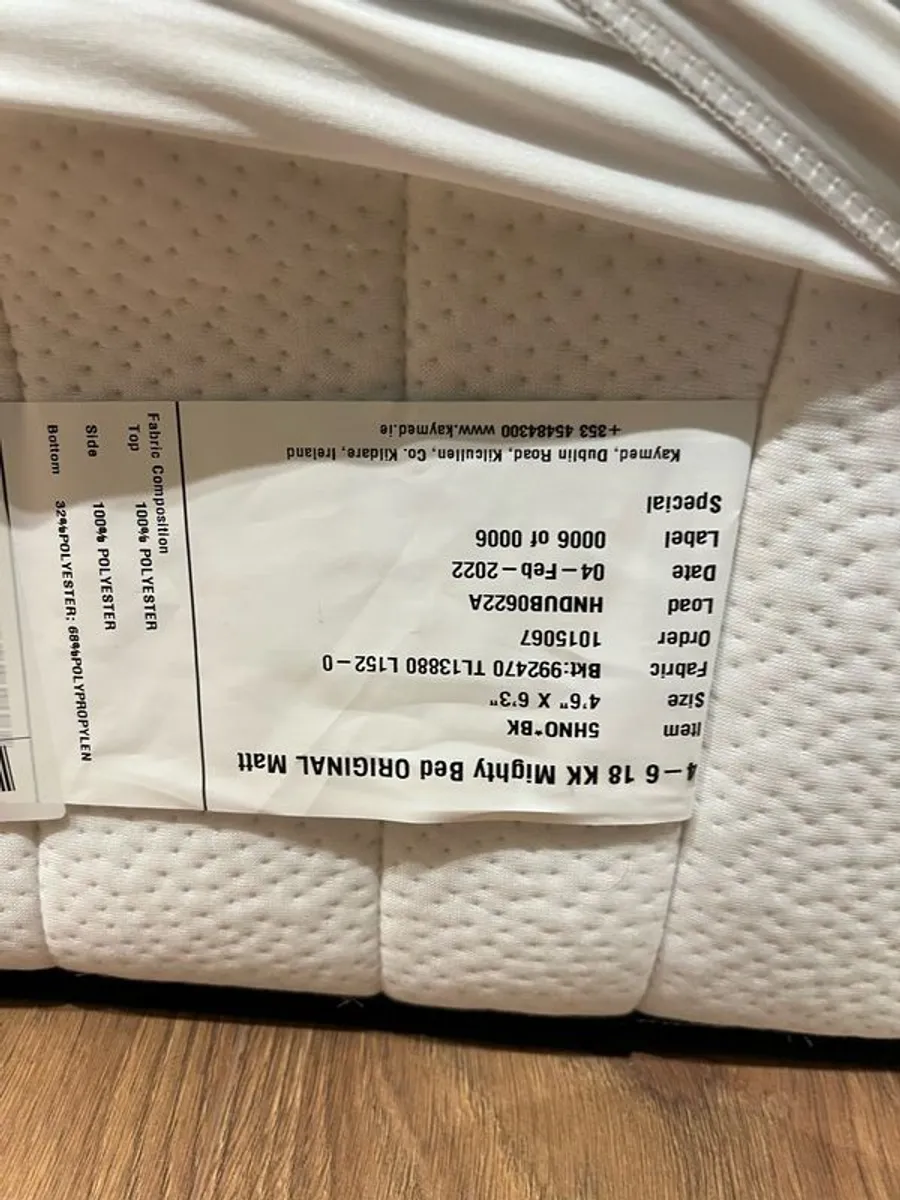 4-6 18 KK Mighty Bed ORIGINAL Matt
Item 5HNO*BK
Size 4'6" X 6'3"
Fabric Bkt:992470 TL13880 L152-0
Order 1015067
Load HNDUB0622A
Date 04-Feb-2022
Label 0006 of 0006
Special
Kaymed, Dublin Road, Kilcullen, Co. Kildare, Ireland
+353 45484300 www.kaymed.ie
Fabric Composition
Top 100% POLYESTER
Side 100% POLYESTER
Bottom 32%POLYESTER: 68%POLYPROPYLEN